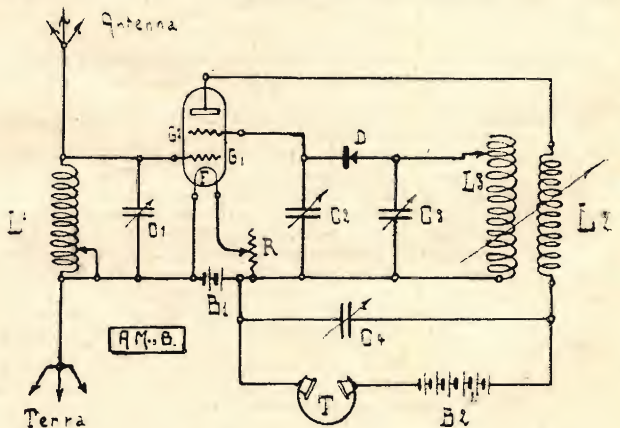 Antenna
G2
G1
F
D
L1
C1
R
C2
C3
L3
L2
B1
A.M..B.
C4
T
B2
Terra